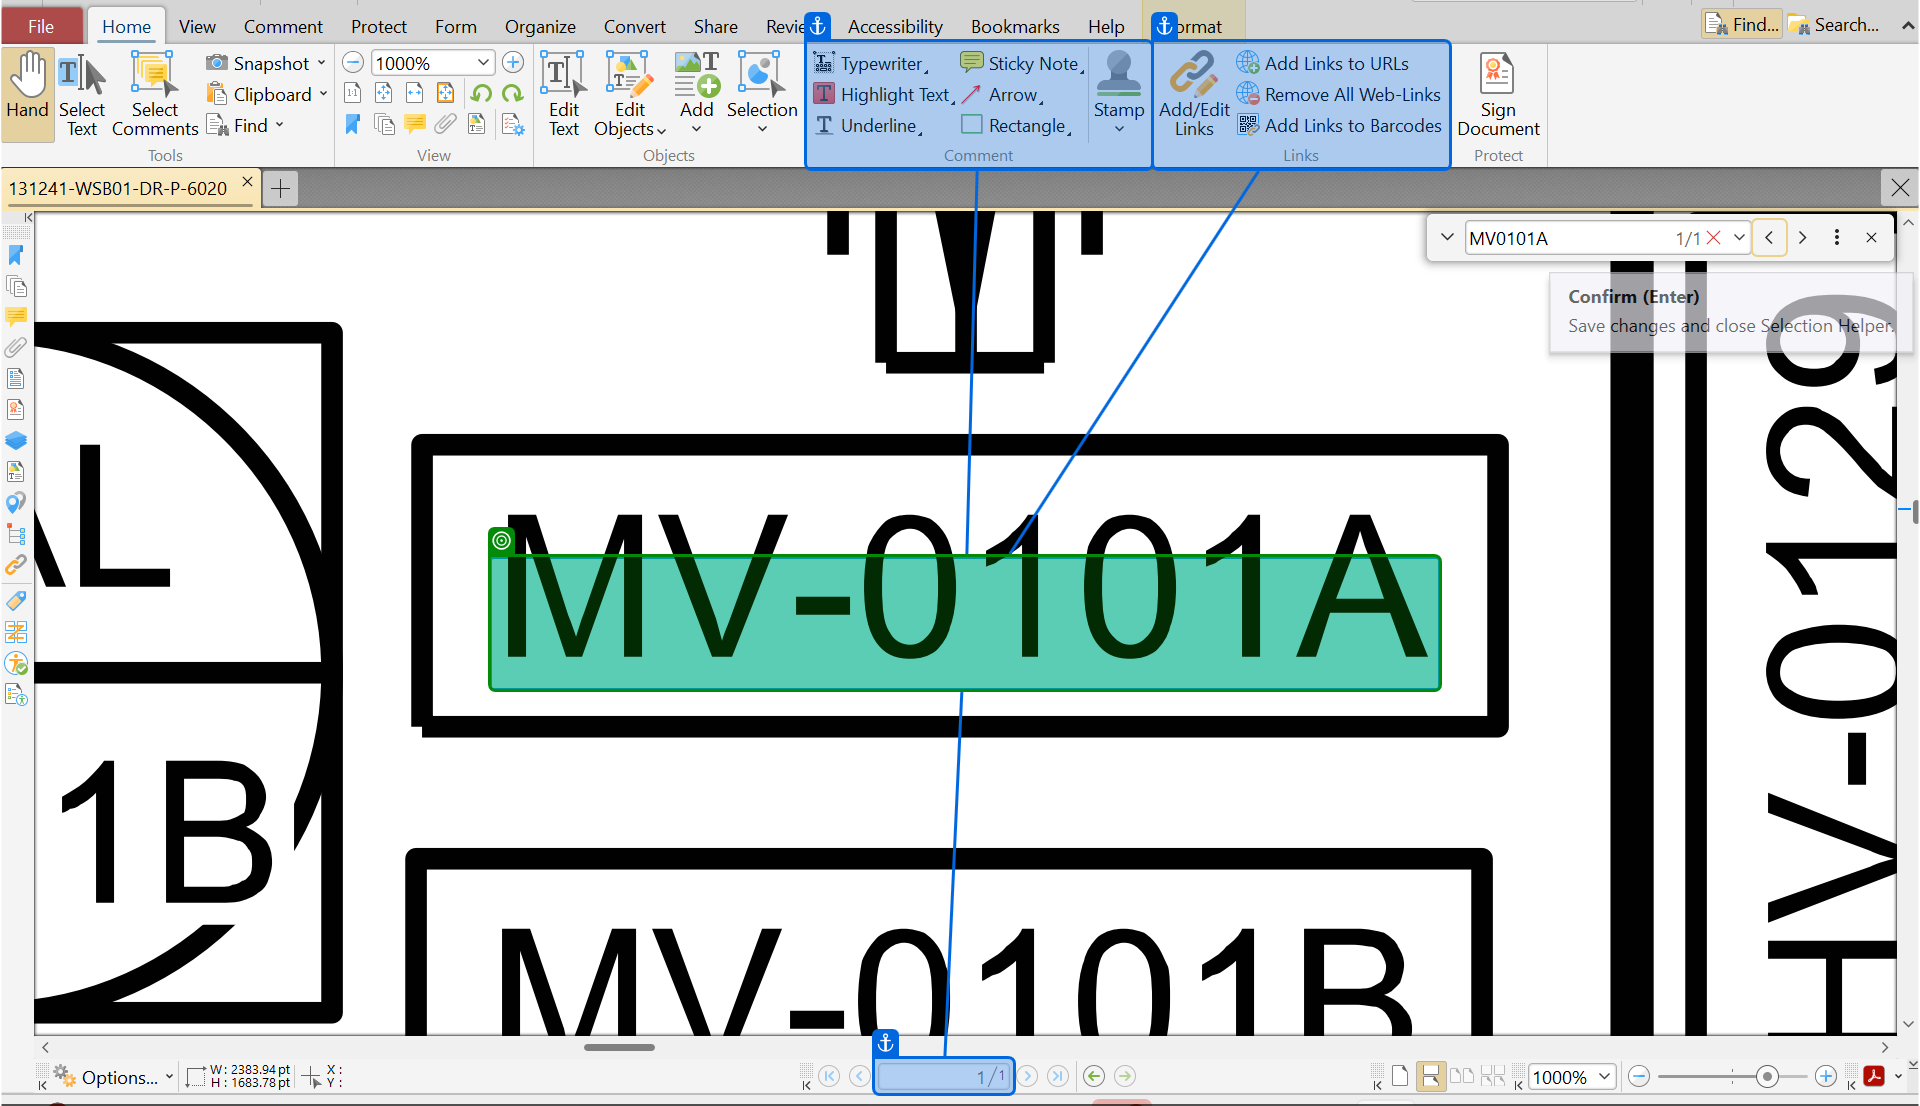 File Home View Comment Protect Form Organize Convert Share Accessibility Bookmarks Help Find... Search...
Hand
Select Text
Select Comments
Snapshot
Clipboard
Find
Tools
1000%
1:1
View
Edit Text
Edit Objects
Add
Selection
Objects
Typewriter
Highlight Text
Underline
Sticky Note
Arrow
Rectangle
Stamp
Comment
Add/Edit Links
Add Links to URLs
Remove All Web-Links
Add Links to Barcodes
Links
Sign Document
Protect
131241-WSB01-DR-P-6020
MV0101A 1/1
Confirm (Enter)
Save changes and close Selection Helper.
AL
1B
MV-0101A
MV-0101B
HV-0129
Options...
W: 2383.94 pt
H: 1683.78 pt
X:
Y:
1/1
1000%